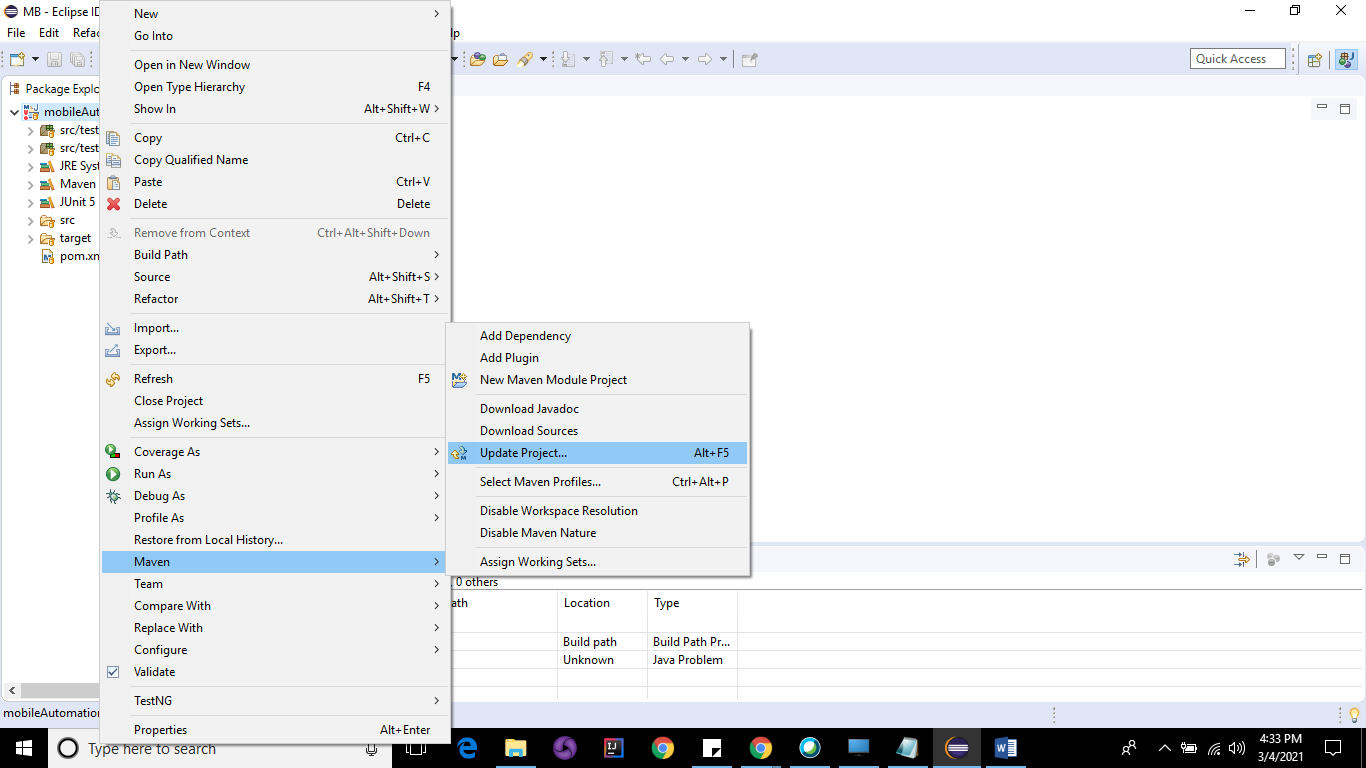 MB - Eclipse ID
File Edit Refac lp
Quick Access
Package Explo
mobileAut
src/test
src/test
JRE Syst
Maven
JUnit 5
src
target
pom.xm
New
Go Into
Open in New Window
Open Type Hierarchy F4
Show In Alt+Shift+W
Copy Ctrl+C
Copy Qualified Name
Paste Ctrl+V
Delete Delete
Remove from Context Ctrl+Alt+Shift+Down
Build Path
Source Alt+Shift+S
Refactor Alt+Shift+T
Import...
Export...
Refresh F5
Close Project
Assign Working Sets...
Coverage As
Run As
Debug As
Profile As
Restore from Local History...
Maven
Team
Compare With
Replace With
Configure
Validate
TestNG
Properties Alt+Enter
Add Dependency
Add Plugin
New Maven Module Project
Download Javadoc
Download Sources
Update Project... Alt+F5
Select Maven Profiles... Ctrl+Alt+P
Disable Workspace Resolution
Disable Maven Nature
Assign Working Sets...
, 0 others
ath Location Type
Build path Build Path Pr...
Unknown Java Problem
mobileAutomation
Type here to search
4:33 PM
3/4/2021